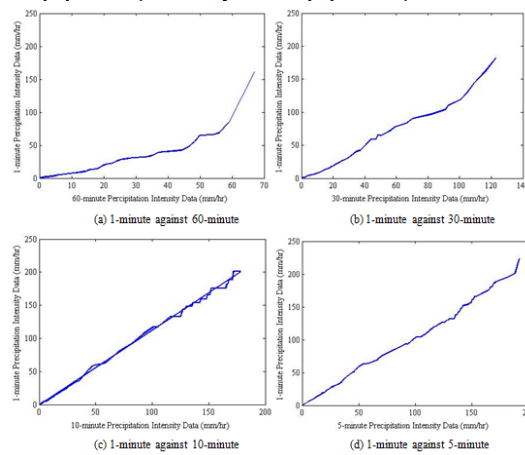 250
200
150
100
50
0
0 10 20 30 40 50 60 70
1-minute Percipitation Intensity Data (mm/hr)
60-minute Percipitation Intensity Data (mm/hr)
(a) 1-minute against 60-minute
250
200
150
100
50
0
0 20 40 60 80 100 120
1-minute Precipitation Intensity Data (mm/hr)
30-minute Precipitation Intensity Data (mm/hr)
(b) 1-minute against 30-minute
250
200
150
100
50
0
0 50 100 150 200
1-minute Precipitation Intensity Data (mm/hr)
10-minute Precipitation Intensity Data (mm/hr)
(c) 1-minute against 10-minute
250
200
150
100
50
0
0 50 100 150
1-minute Precipitation Intensity Data (mm/hr)
5-minute Precipitation Intensity Data (mm/hr)
(d) 1-minute against 5-minute